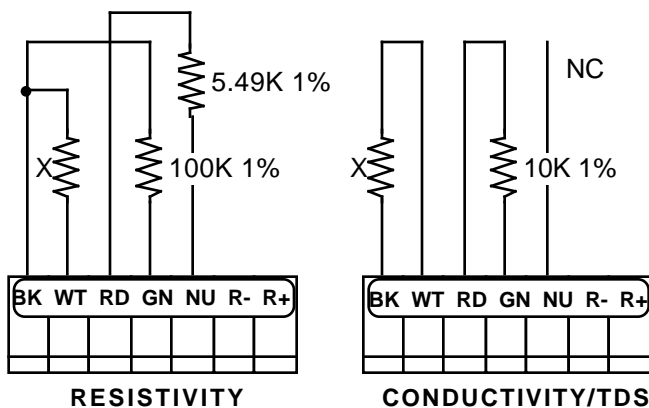 5.49K 1%
X
100K 1%
BK WT RD GN NU R- R+
RESISTIVITY
NC
X
10K 1%
BK WT RD GN NU R- R+
CONDUCTIVITY/TDS